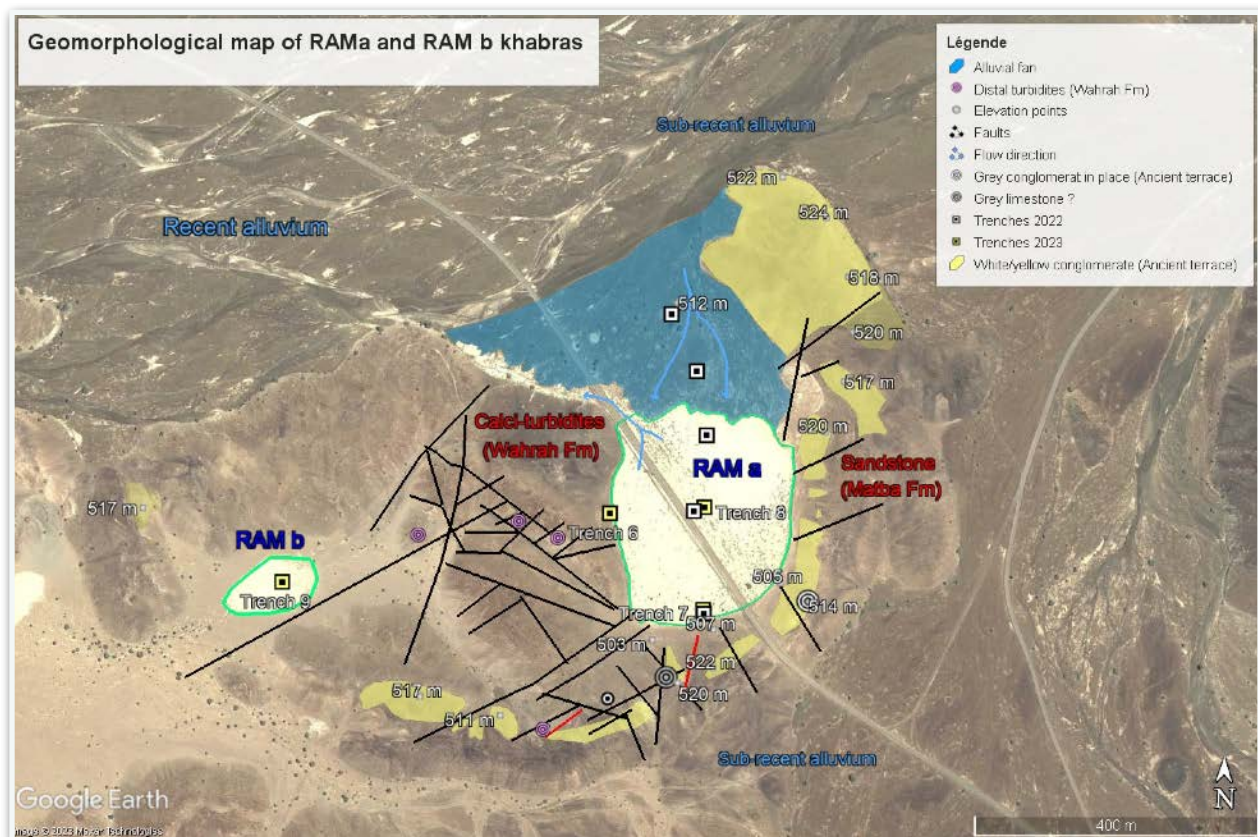 Geomorphological map of RAMa and RAM b khabras
Légende
Alluvial fan
Distal turbidites (Wahrah Fm)
Elevation points
Faults
Flow direction
Grey conglomerat in place (Ancient terrace)
Grey limestone ?
Trenches 2022
Trenches 2023
White/yellow conglomerate (Ancient terrace)
Sub-recent alluvium
522 m
524 m
Recent alluvium
518 m
512 m
520 m
517 m
Calci-turbidites
(Wahrah Fm)
520 m
Sandstone
(Matba Fm)
RAM a
517 m
Trench 8
Trench 6
RAM b
505 m
Trench 9
514 m
Trench 7
507 m
503 m
522 m
520 m
517 m
511 m
Sub-recent alluvium
Google Earth
N
Image © 2023 Maxar Technologies
400 m